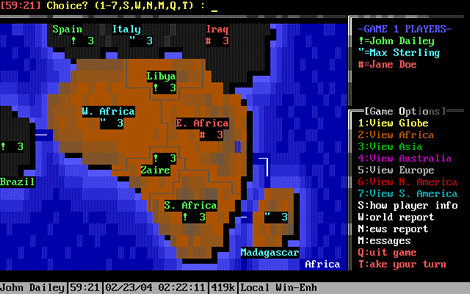 [59:21] Choice? (1-7,S,W,N,M,Q,T) : _
Spain
! 3
Italy
" 3
Iraq
# 3
Libya
! 3
W. Africa
" 3
E. Africa
# 3
! 3
Zaire
! 3
Brazil
S. Africa
! 3
" 3
Madagascar
Africa
-GAME 1 PLAYERS-
!=John Dailey
"=Max Sterling
#=Jane Doe
[Game Options]
1:View Globe
2:View Africa
3:View Asia
4:View Australia
5:View Europe
6:View N. America
7:View S. America
S:how player info
W:orld report
N:ews report
M:essages
Q:uit game
T:ake your turn
John Dailey|59:21|02/23/04 02:22:11|419k|Local Win-Enh